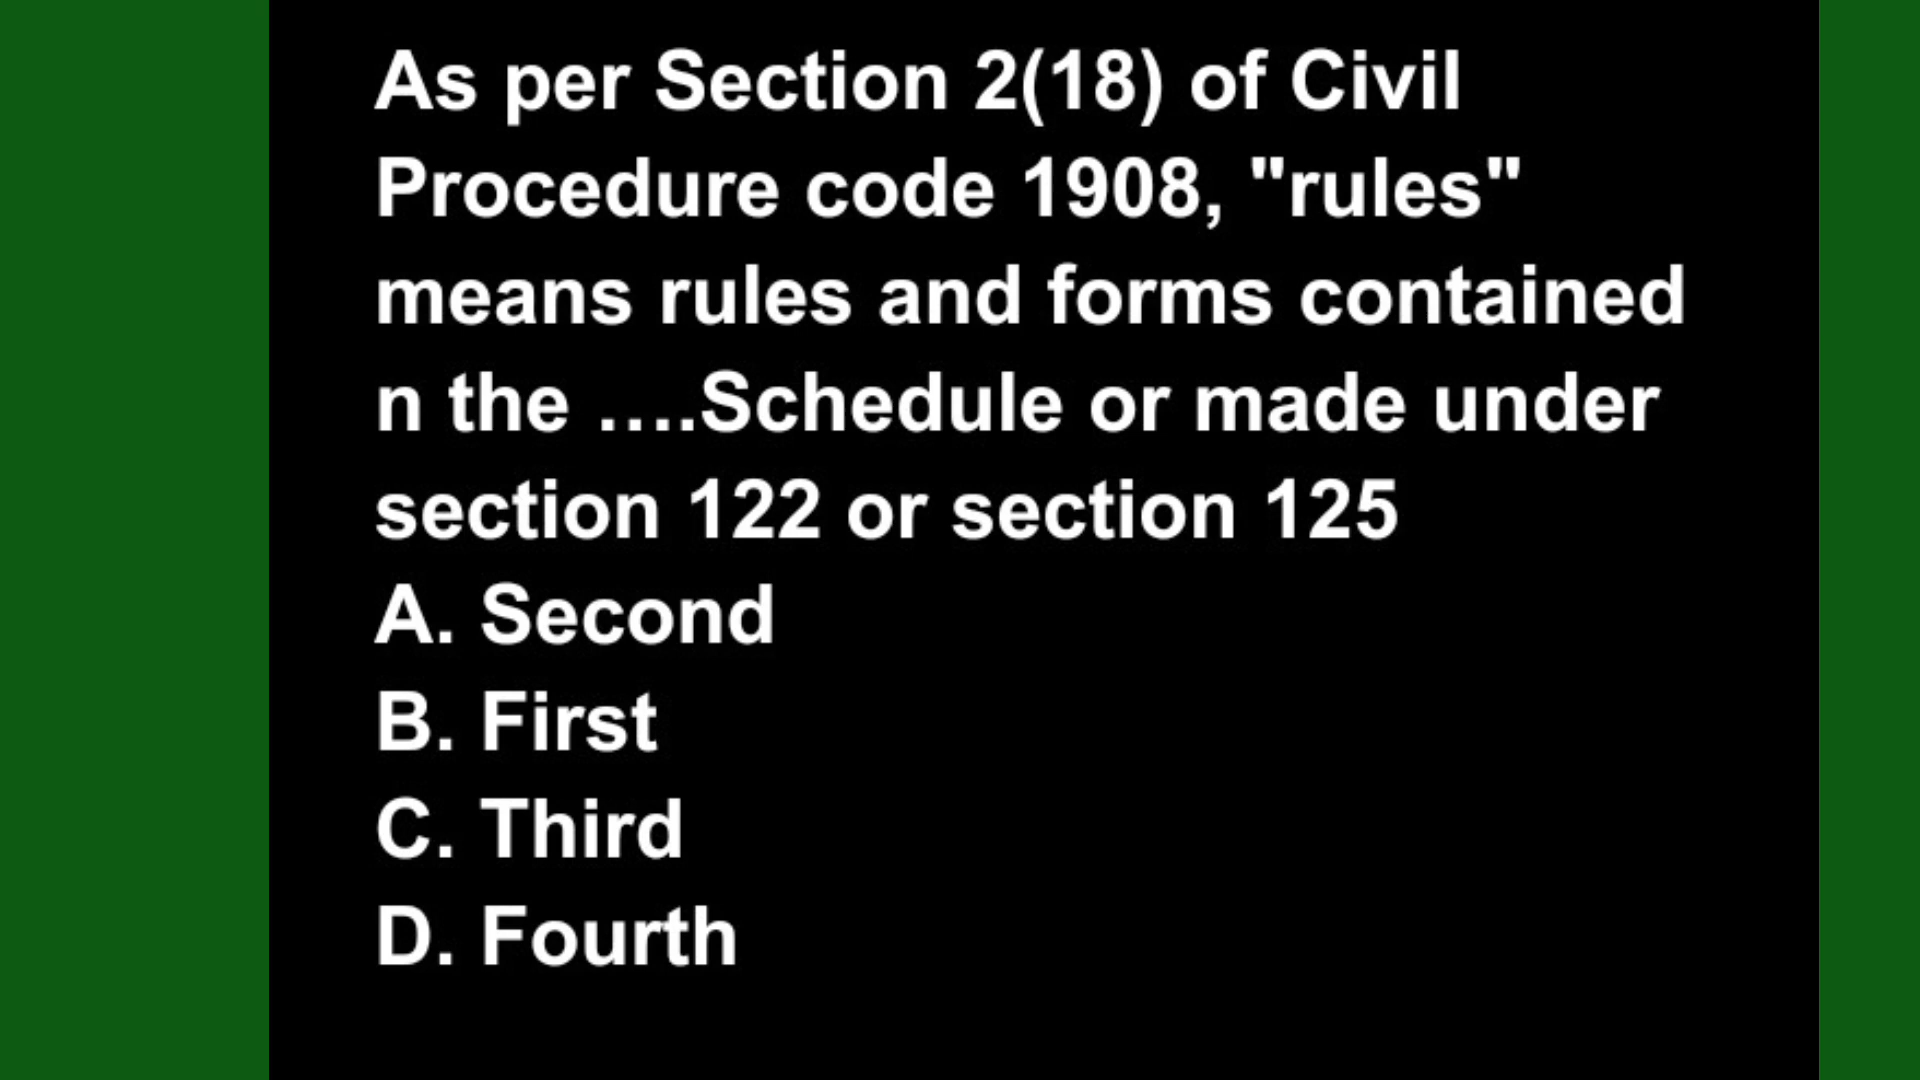 As per Section 2(18) of Civil
Procedure code 1908, "rules"
means rules and forms contained
n the ....Schedule or made under
section 122 or section 125
A. Second
B. First
C. Third
D. Fourth